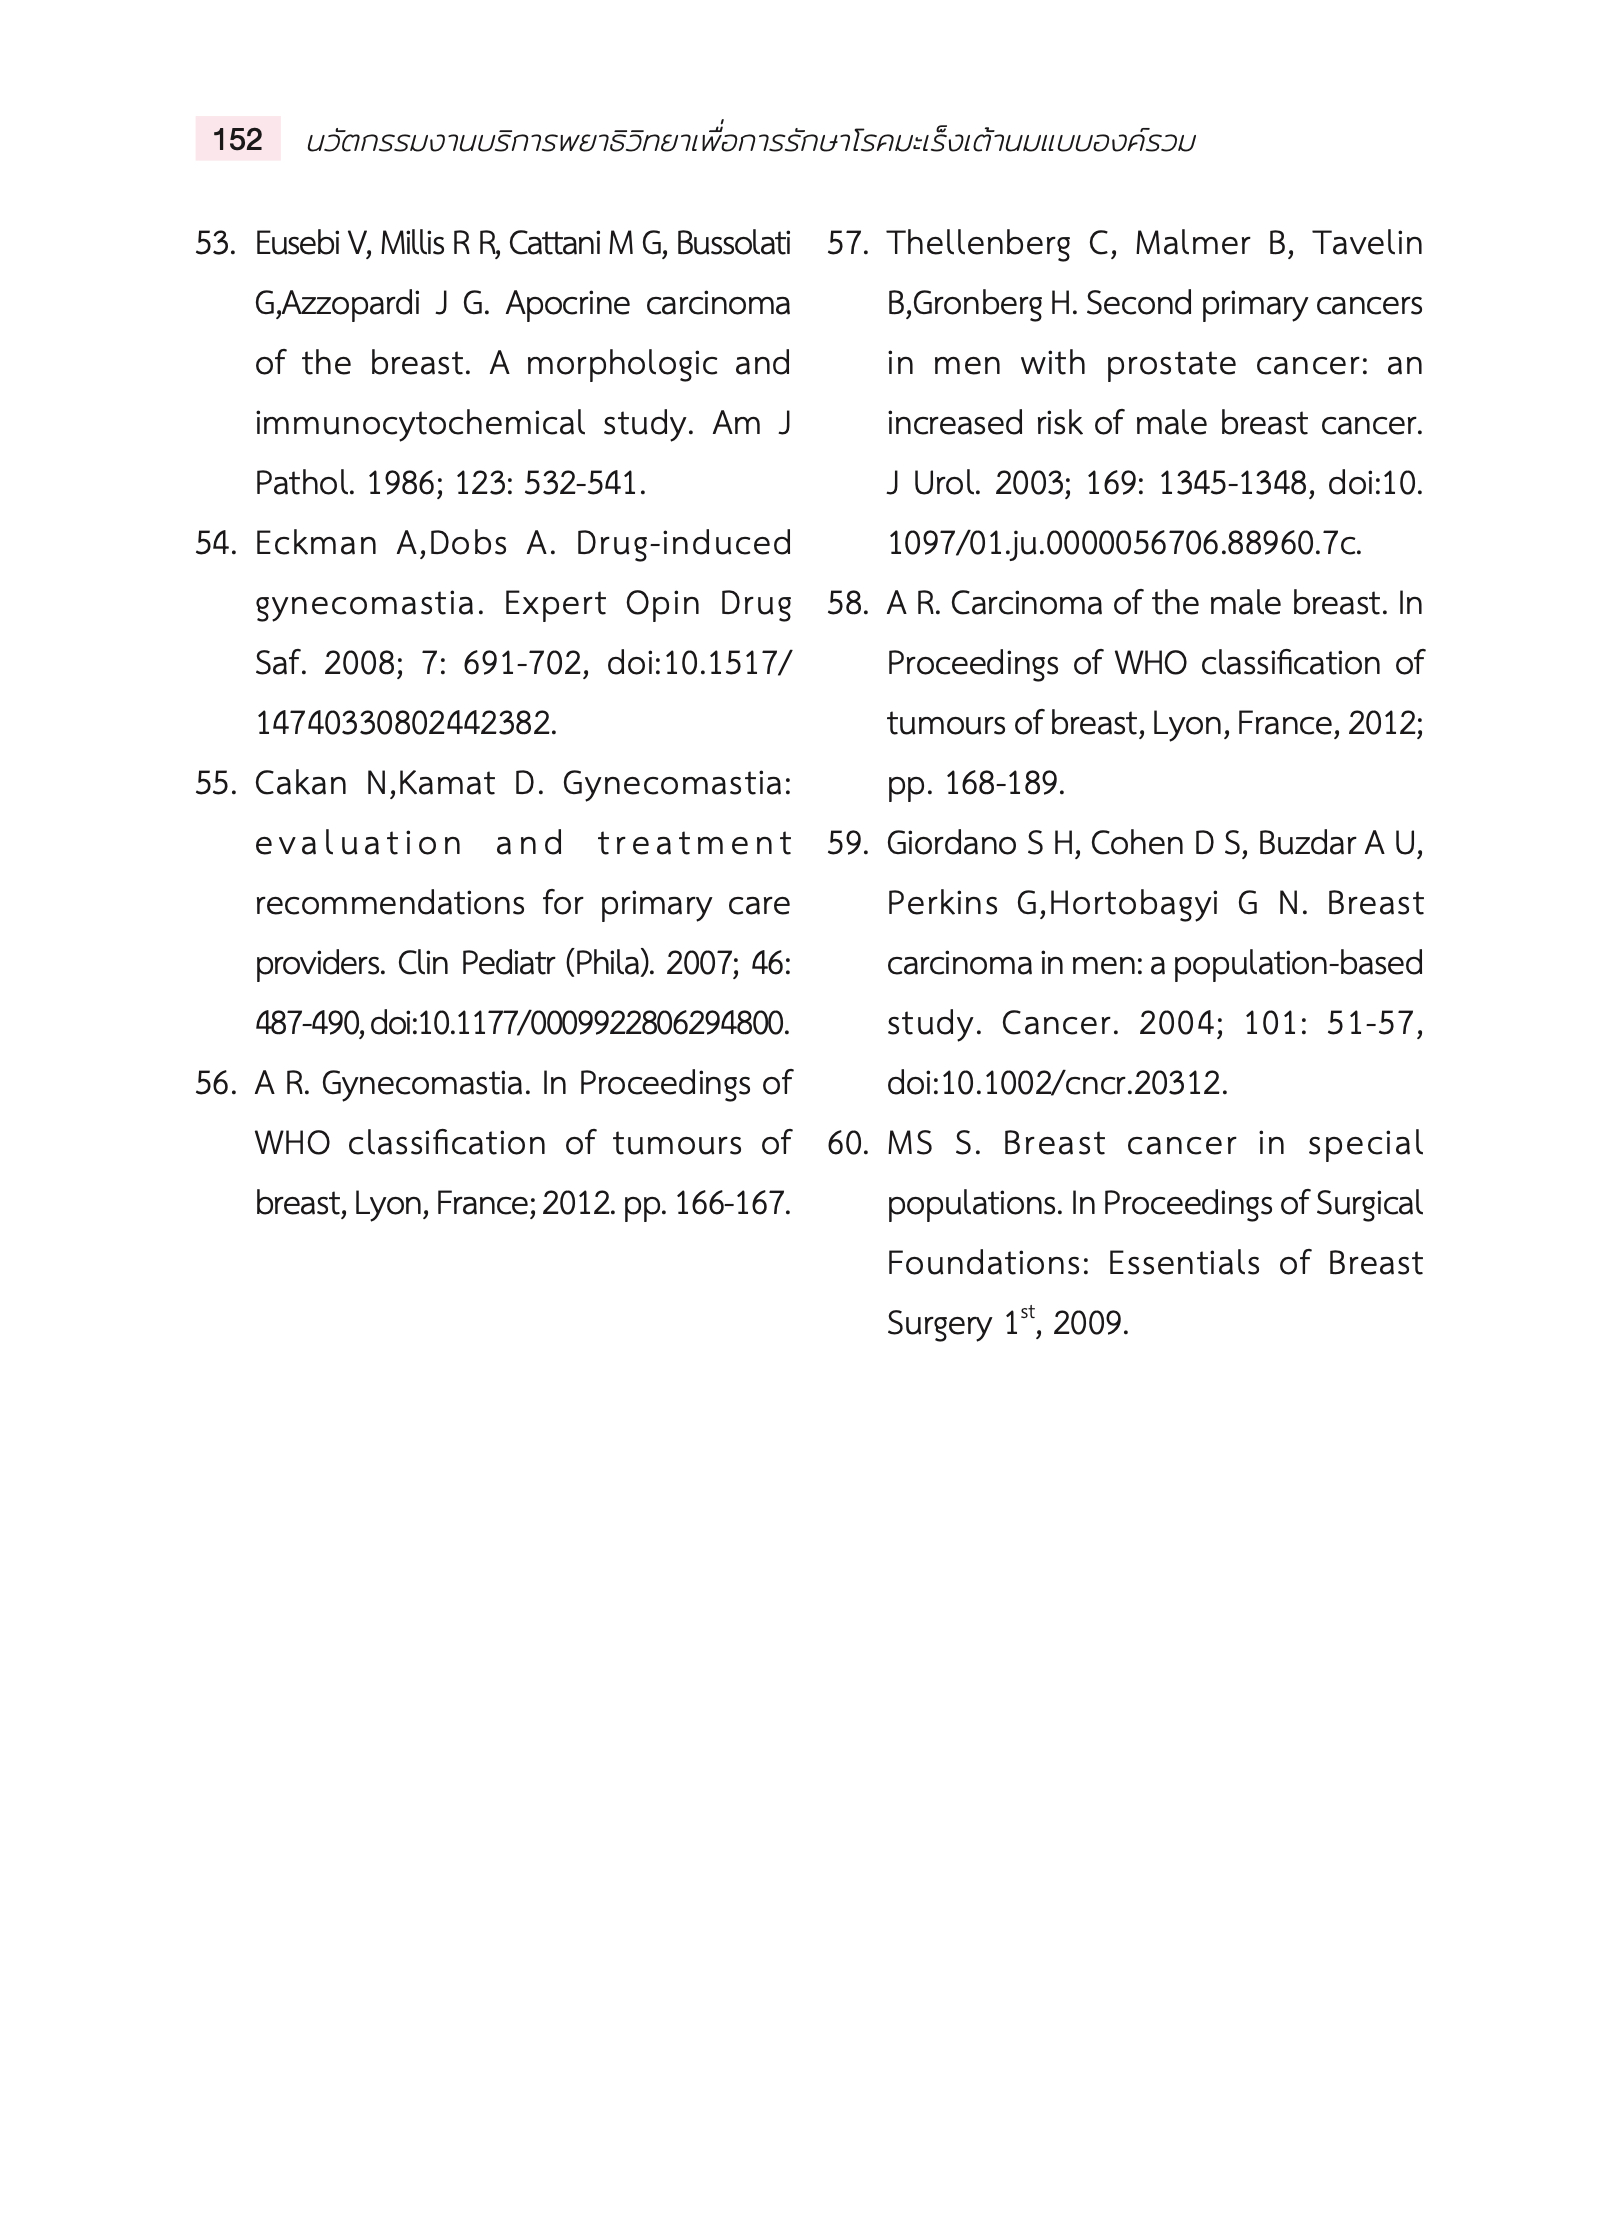 152 นวัตกรรมงานบริการพยาธิวิทยาเพื่อการรักษาโรคมะเร็งเต้านมแบบองค์รวม
53. Eusebi V, Millis R R, Cattani M G, Bussolati
G,Azzopardi J G. Apocrine carcinoma
of the breast. A morphologic and
immunocytochemical study. Am J
Pathol. 1986; 123: 532-541.
54. Eckman A,Dobs A. Drug-induced
gynecomastia. Expert Opin Drug
Saf. 2008; 7: 691-702, doi:10.1517/
14740330802442382.
55. Cakan N,Kamat D. Gynecomastia:
evaluation and treatment
recommendations for primary care
providers. Clin Pediatr (Phila). 2007; 46:
487-490, doi:10.1177/0009922806294800.
56. A R. Gynecomastia. In Proceedings of
WHO classification of tumours of
breast, Lyon, France; 2012. pp. 166-167.
57. Thellenberg C, Malmer B, Tavelin
B,Gronberg H. Second primary cancers
in men with prostate cancer: an
increased risk of male breast cancer.
J Urol. 2003; 169: 1345-1348, doi:10.
1097/01.ju.0000056706.88960.7c.
58. A R. Carcinoma of the male breast. In
Proceedings of WHO classification of
tumours of breast, Lyon, France, 2012;
pp. 168-189.
59. Giordano S H, Cohen D S, Buzdar A U,
Perkins G,Hortobagyi G N. Breast
carcinoma in men: a population-based
study. Cancer. 2004; 101: 51-57,
doi:10.1002/cncr.20312.
60. MS S. Breast cancer in special
populations. In Proceedings of Surgical
Foundations: Essentials of Breast
Surgery 1st, 2009.